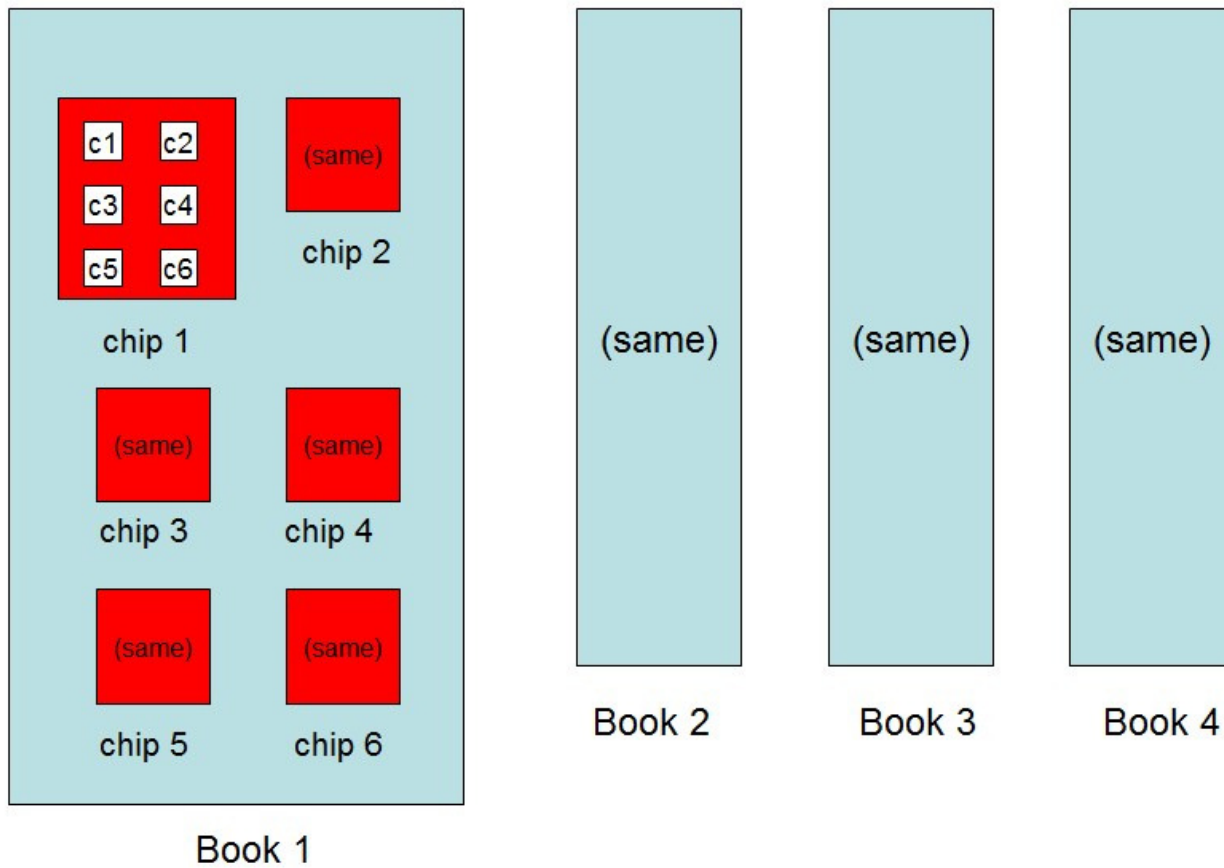 c1 c2
c3 c4
c5 c6
chip 1
(same)
chip 2
(same)
chip 3
(same)
chip 4
(same)
chip 5
(same)
chip 6
Book 1
(same)
Book 2
(same)
Book 3
(same)
Book 4